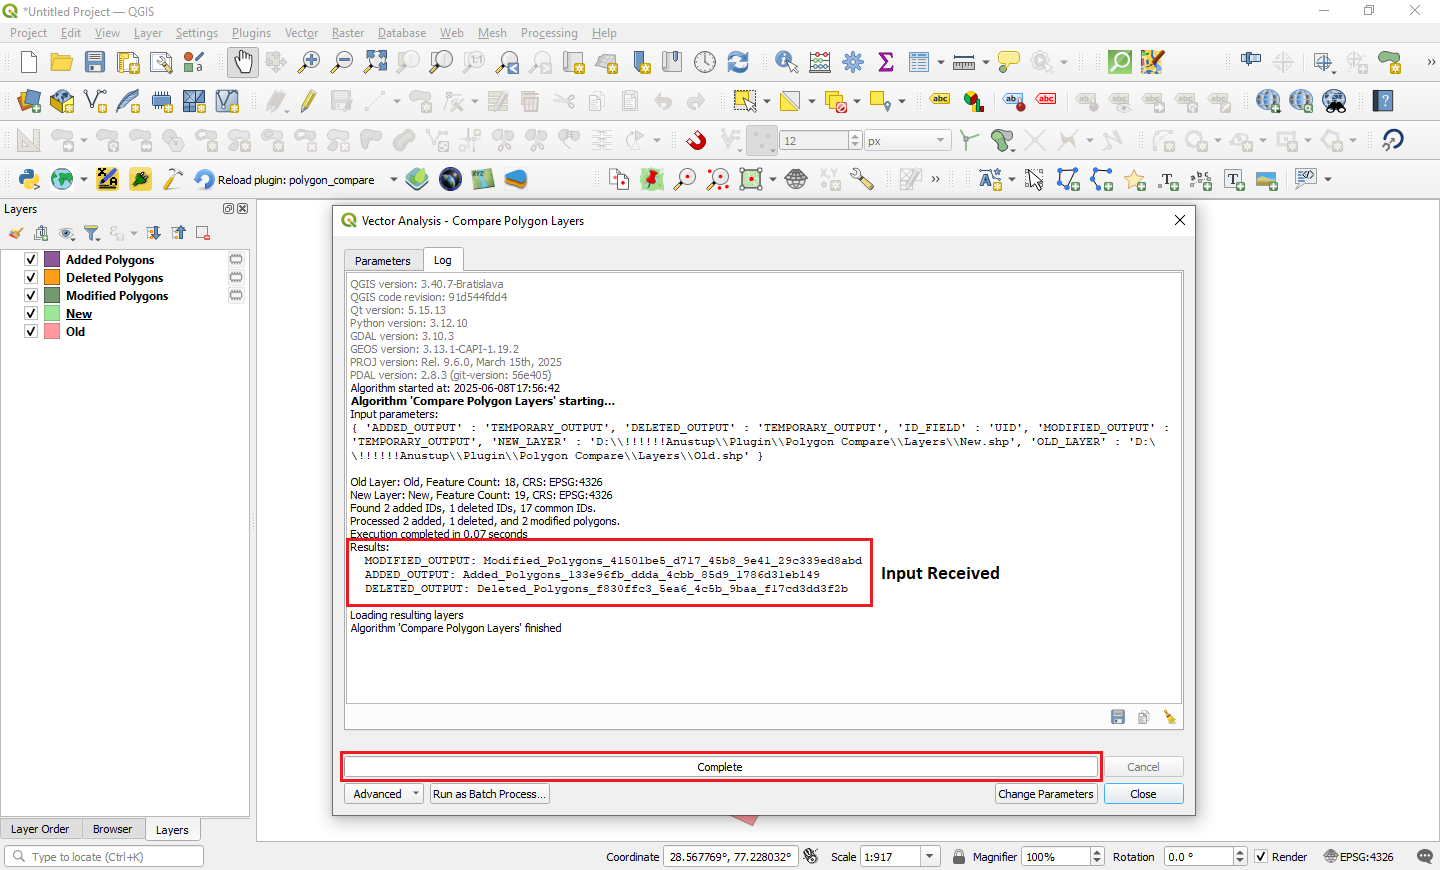 *Untitled Project — QGIS
Project Edit View Layer Settings Plugins Vector Raster Database Web Mesh Processing Help
12 px
Reload plugin: polygon_compare
Layers
Added Polygons
Deleted Polygons
Modified Polygons
New
Old
Vector Analysis - Compare Polygon Layers
Parameters Log
QGIS version: 3.40.7-Bratislava
QGIS code revision: 91d544fdd4
Qt version: 5.15.13
Python version: 3.12.10
GDAL version: 3.10.3
GEOS version: 3.13.1-CAPI-1.19.2
PROJ version: Rel. 9.6.0, March 15th, 2025
PDAL version: 2.8.3 (git-version: 56e405)
Algorithm started at: 2025-06-08T17:56:42
Algorithm 'Compare Polygon Layers' starting…
Input parameters:
{ 'ADDED_OUTPUT' : 'TEMPORARY_OUTPUT', 'DELETED_OUTPUT' : 'TEMPORARY_OUTPUT', 'ID_FIELD' : 'UID', 'MODIFIED_OUTPUT' :
'TEMPORARY_OUTPUT', 'NEW_LAYER' : 'D:\\!!!!!!Anustup\\Plugin\\Polygon Compare\\Layers\\New.shp', 'OLD_LAYER' : 'D:\
\!!!!!!Anustup\\Plugin\\Polygon Compare\\Layers\\Old.shp' }
Old Layer: Old, Feature Count: 18, CRS: EPSG:4326
New Layer: New, Feature Count: 19, CRS: EPSG:4326
Found 2 added IDs, 1 deleted IDs, 17 common IDs.
Processed 2 added, 1 deleted, and 2 modified polygons.
Execution completed in 0.07 seconds
Results:
MODIFIED_OUTPUT: Modified_Polygons_41501be5_d717_45b8_9e41_29c339ed8abd
ADDED_OUTPUT: Added_Polygons_133e96fb_ddda_4cbb_85d9_1786d31eb149
DELETED_OUTPUT: Deleted_Polygons_f830ffc3_5ea6_4c5b_9baa_f17cd3dd3f2b
Input Received
Loading resulting layers
Algorithm 'Compare Polygon Layers' finished
Complete Cancel
Advanced Run as Batch Process… Change Parameters Close
Layer Order Browser Layers
Type to locate (Ctrl+K) Coordinate 28.567769°, 77.228032° Scale 1:917 Magnifier 100% Rotation 0.0 ° Render EPSG:4326